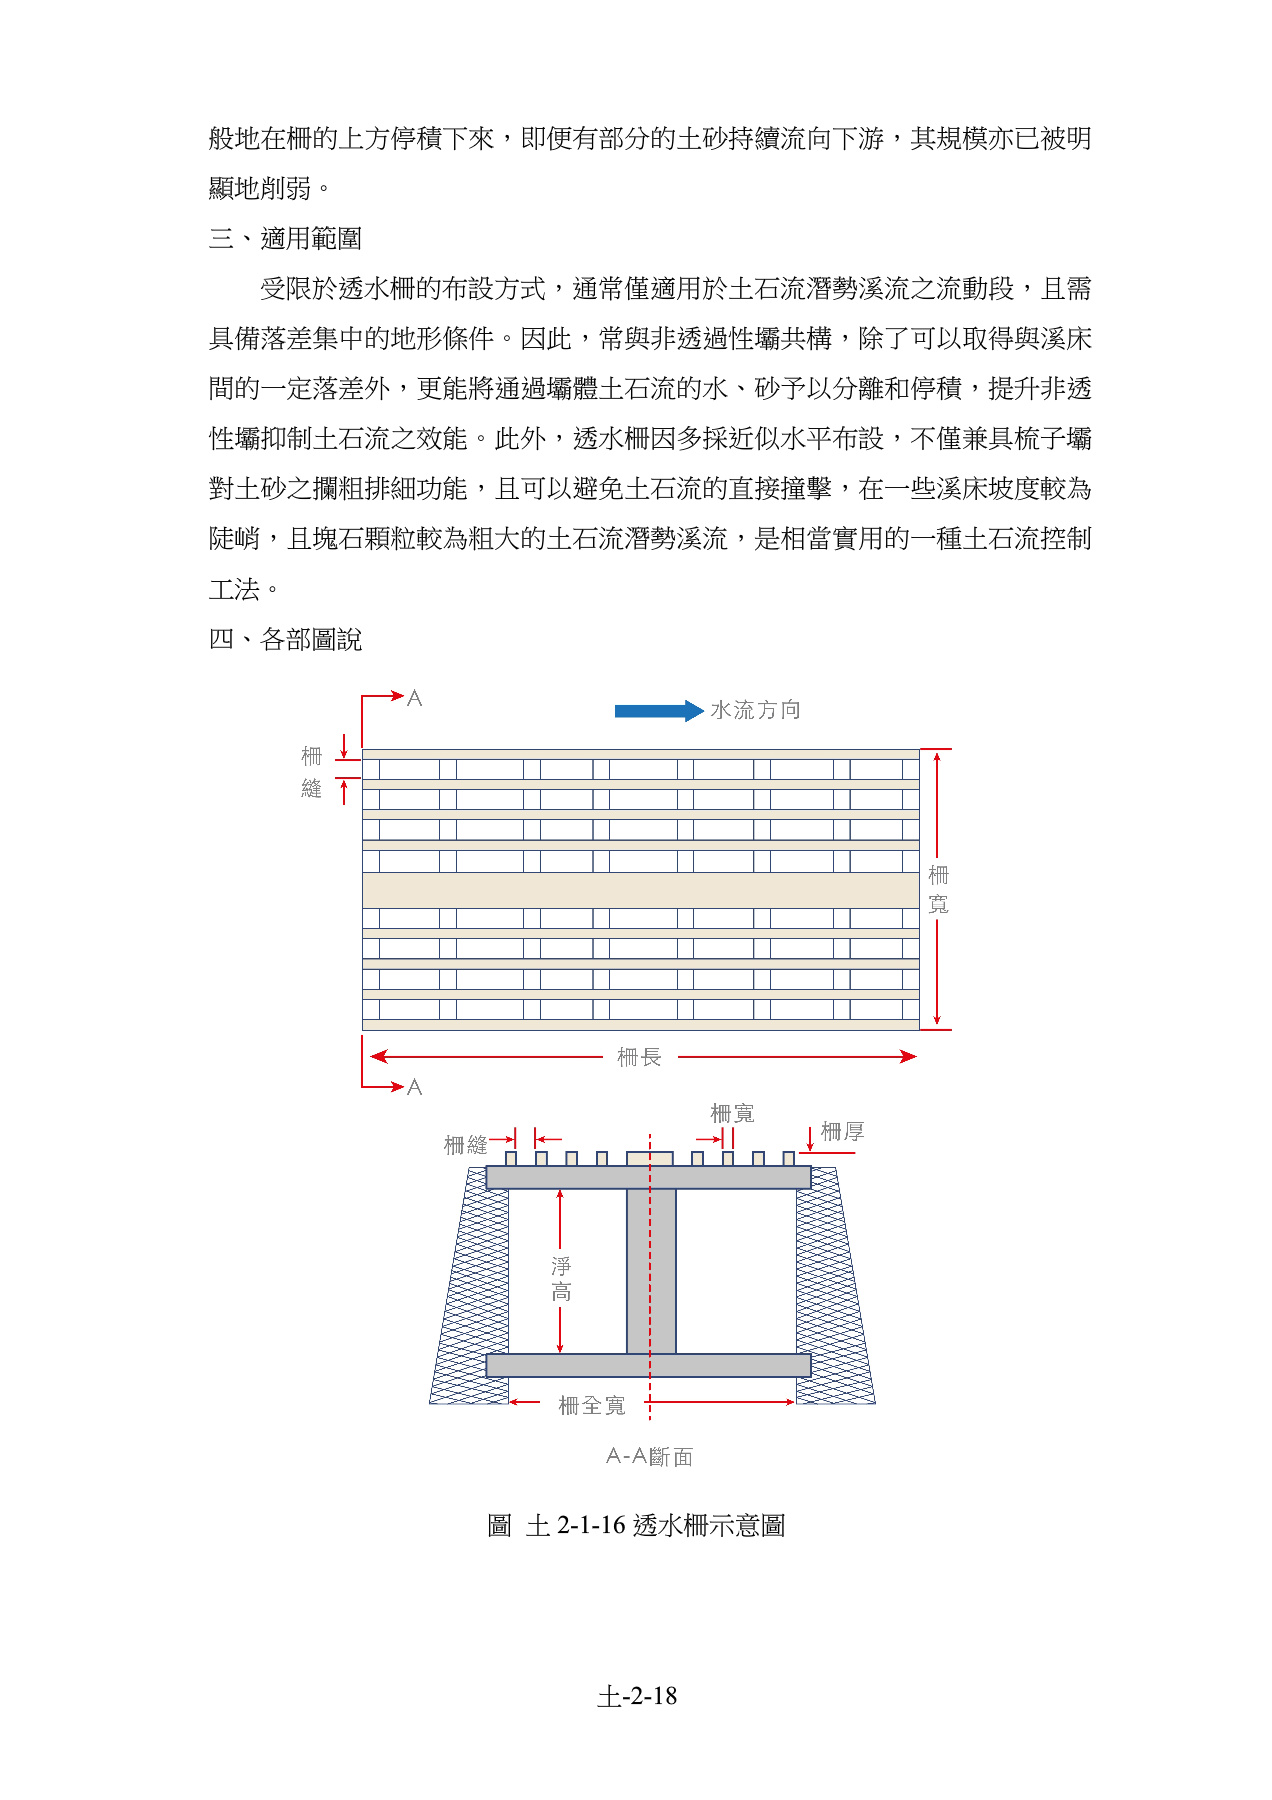 般地在柵的上方停積下來，即便有部分的土砂持續流向下游，其規模亦已被明
顯地削弱。
三、適用範圍
受限於透水柵的布設方式，通常僅適用於土石流潛勢溪流之流動段，且需
具備落差集中的地形條件。因此，常與非透過性壩共構，除了可以取得與溪床
間的一定落差外，更能將通過壩體土石流的水、砂予以分離和停積，提升非透
性壩抑制土石流之效能。此外，透水柵因多採近似水平布設，不僅兼具梳子壩
對土砂之攔粗排細功能，且可以避免土石流的直接撞擊，在一些溪床坡度較為
陡峭，且塊石顆粒較為粗大的土石流潛勢溪流，是相當實用的一種土石流控制
工法。
四、各部圖說
A
水流方向
柵
縫
柵
寬
柵長
A
柵寬
柵厚
柵縫
淨
高
柵全寬
A-A斷面
圖 土 2-1-16 透水柵示意圖
土-2-18